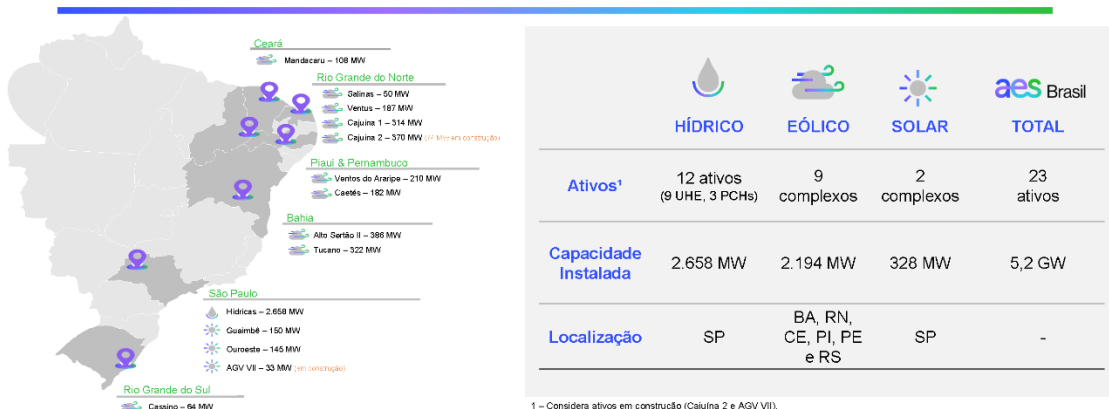 Ceará
Mandacaru – 108 MW
Rio Grande do Norte
Salinas – 50 MW
Ventus – 187 MW
Cajuína 1 – 314 MW
Cajuína 2 – 370 MW (74 MW em construção)
Piauí & Pernambuco
Ventos do Araripe – 210 MW
Caetés – 182 MW
Bahia
Alto Sertão II – 386 MW
Tucano – 322 MW
São Paulo
Hídricas – 2.658 MW
Guaimbê – 150 MW
Ouroeste – 145 MW
AGV VII – 33 MW (em construção)
Rio Grande do Sul
Cassino – 64 MW
aes Brasil
HÍDRICO EÓLICO SOLAR TOTAL
Ativos¹
12 ativos
(9 UHE, 3 PCHs)
9
complexos
2
complexos
23
ativos
Capacidade
Instalada
2.658 MW 2.194 MW 328 MW 5,2 GW
Localização
SP
BA, RN,
CE, PI, PE
e RS
SP
-
1 – Considera ativos em construção (Cajuína 2 e AGV VII).